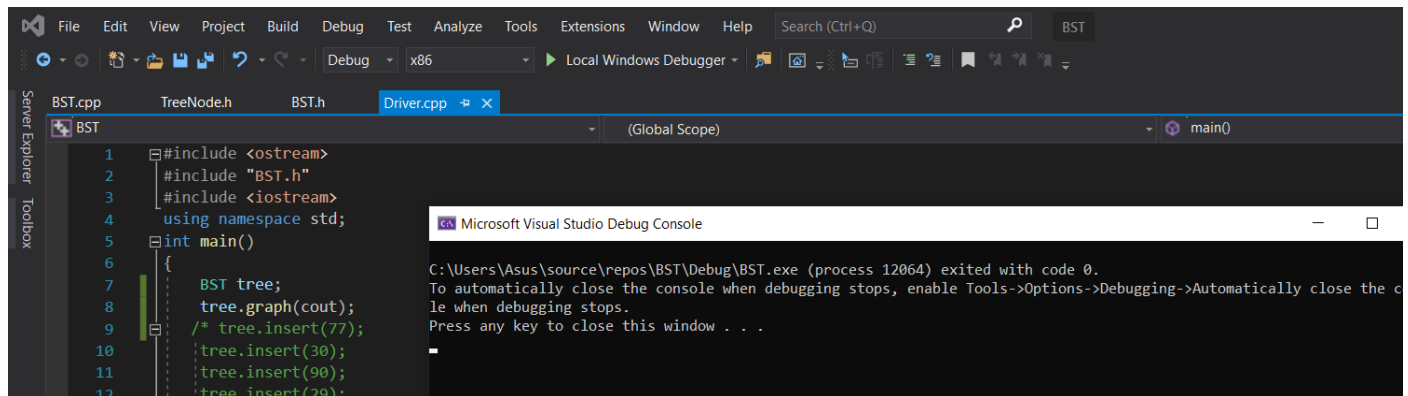 File Edit View Project Build Debug Test Analyze Tools Extensions Window Help Search (Ctrl+Q) BST
Debug x86 Local Windows Debugger
Server Explorer
Toolbox
BST.cpp TreeNode.h BST.h Driver.cpp
BST (Global Scope) main()
1 #include <ostream>
2 #include "BST.h"
3 #include <iostream>
4 using namespace std;
5 int main()
6 {
7 BST tree;
8 tree.graph(cout);
9 /* tree.insert(77);
10 tree.insert(30);
11 tree.insert(90);
12 tree.insert(29);
Microsoft Visual Studio Debug Console
C:\Users\Asus\source\repos\BST\Debug\BST.exe (process 12064) exited with code 0.
To automatically close the console when debugging stops, enable Tools->Options->Debugging->Automatically close the c
le when debugging stops.
Press any key to close this window . . .